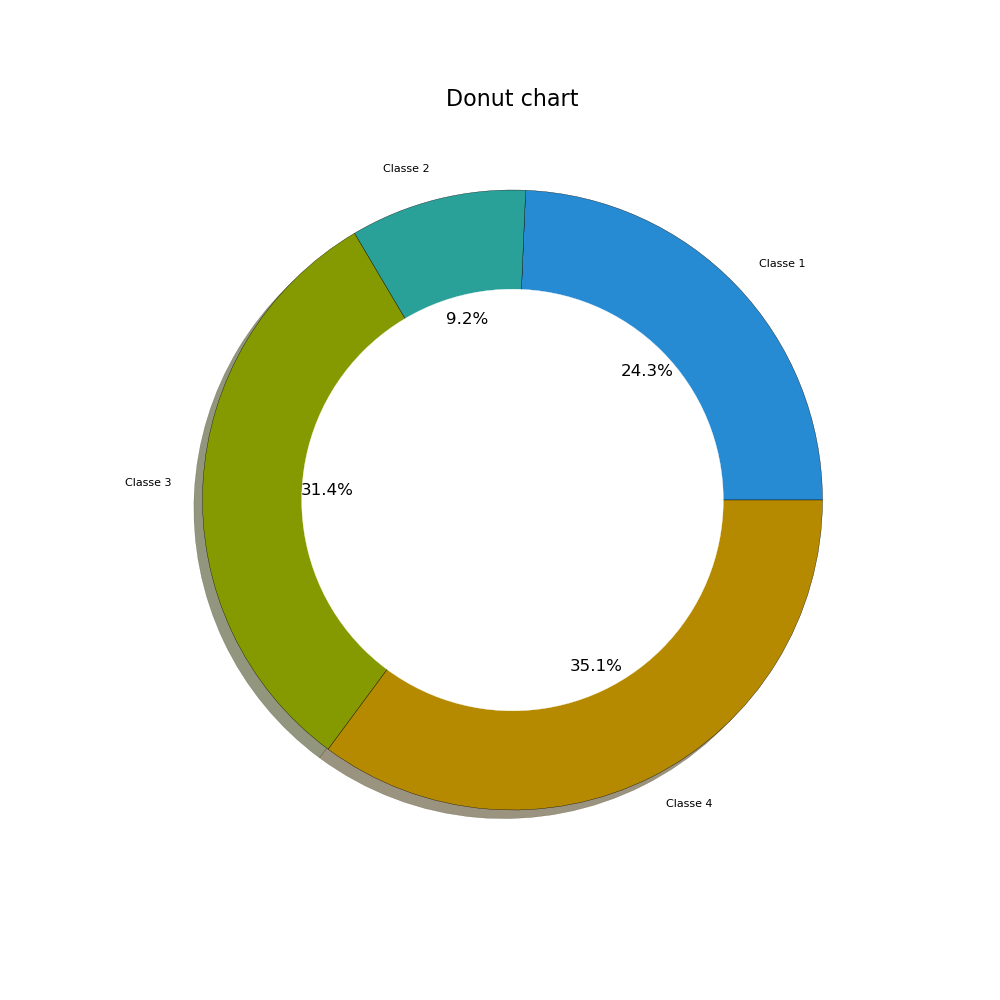 Donut chart
Classe 2
Classe 1
9.2%
24.3%
Classe 3
31.4%
35.1%
Classe 4